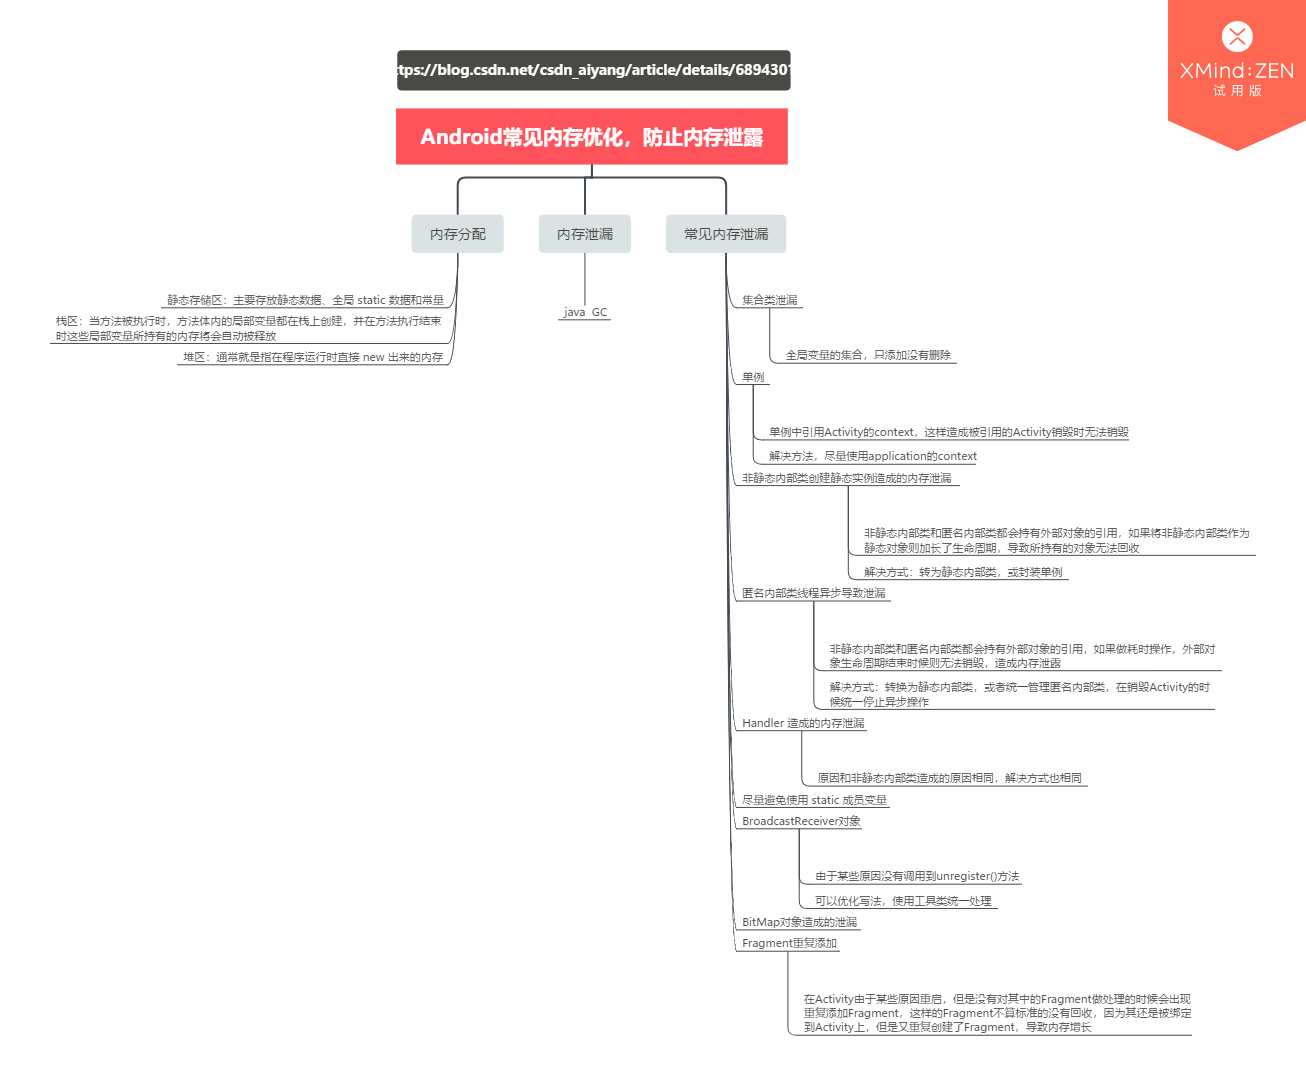 XMind:ZEN
试用版
ttps://blog.csdn.net/csdn_aiyang/article/details/6894301
Android常见内存优化，防止内存泄露
内存分配
内存泄漏
常见内存泄漏
静态存储区：主要存放静态数据、全局 static 数据和常量
栈区：当方法被执行时，方法体内的局部变量都在栈上创建，并在方法执行结束
时这些局部变量所持有的内存将会自动被释放
堆区：通常就是指在程序运行时直接 new 出来的内存
java GC
集合类泄漏
全局变量的集合，只添加没有删除
单例
单例中引用Activity的context，这样造成被引用的Activity销毁时无法销毁
解决方法，尽量使用application的context
非静态内部类创建静态实例造成的内存泄漏
非静态内部类和匿名内部类都会持有外部对象的引用，如果将非静态内部类作为
静态对象则加长了生命周期，导致所持有的对象无法回收
解决方式：转为静态内部类，或封装单例
匿名内部类线程异步导致泄漏
非静态内部类和匿名内部类都会持有外部对象的引用，如果做耗时操作，外部对
象生命周期结束时候则无法销毁，造成内存泄露
解决方式：转换为静态内部类，或者统一管理匿名内部类，在销毁Activity的时
候统一停止异步操作
Handler 造成的内存泄漏
原因和非静态内部类造成的原因相同，解决方式也相同
尽量避免使用 static 成员变量
BroadcastReceiver对象
由于某些原因没有调用到unregister()方法
可以优化写法，使用工具类统一处理
BitMap对象造成的泄漏
Fragment重复添加
在Activity由于某些原因重启，但是没有对其中的Fragment做处理的时候会出现
重复添加Fragment，这样的Fragment不算标准的没有回收，因为其还是被绑定
到Activity上，但是又重复创建了Fragment，导致内存增长